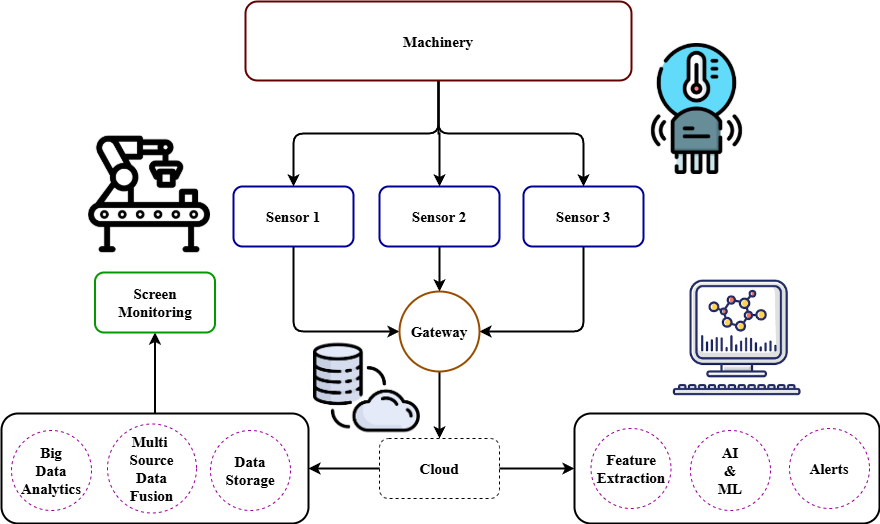 Machinery
Sensor 1
Sensor 2
Sensor 3
Screen
Monitoring
Gateway
Big
Data
Analytics
Multi
Source
Data
Fusion
Data
Storage
Cloud
Feature
Extraction
AI
&
ML
Alerts